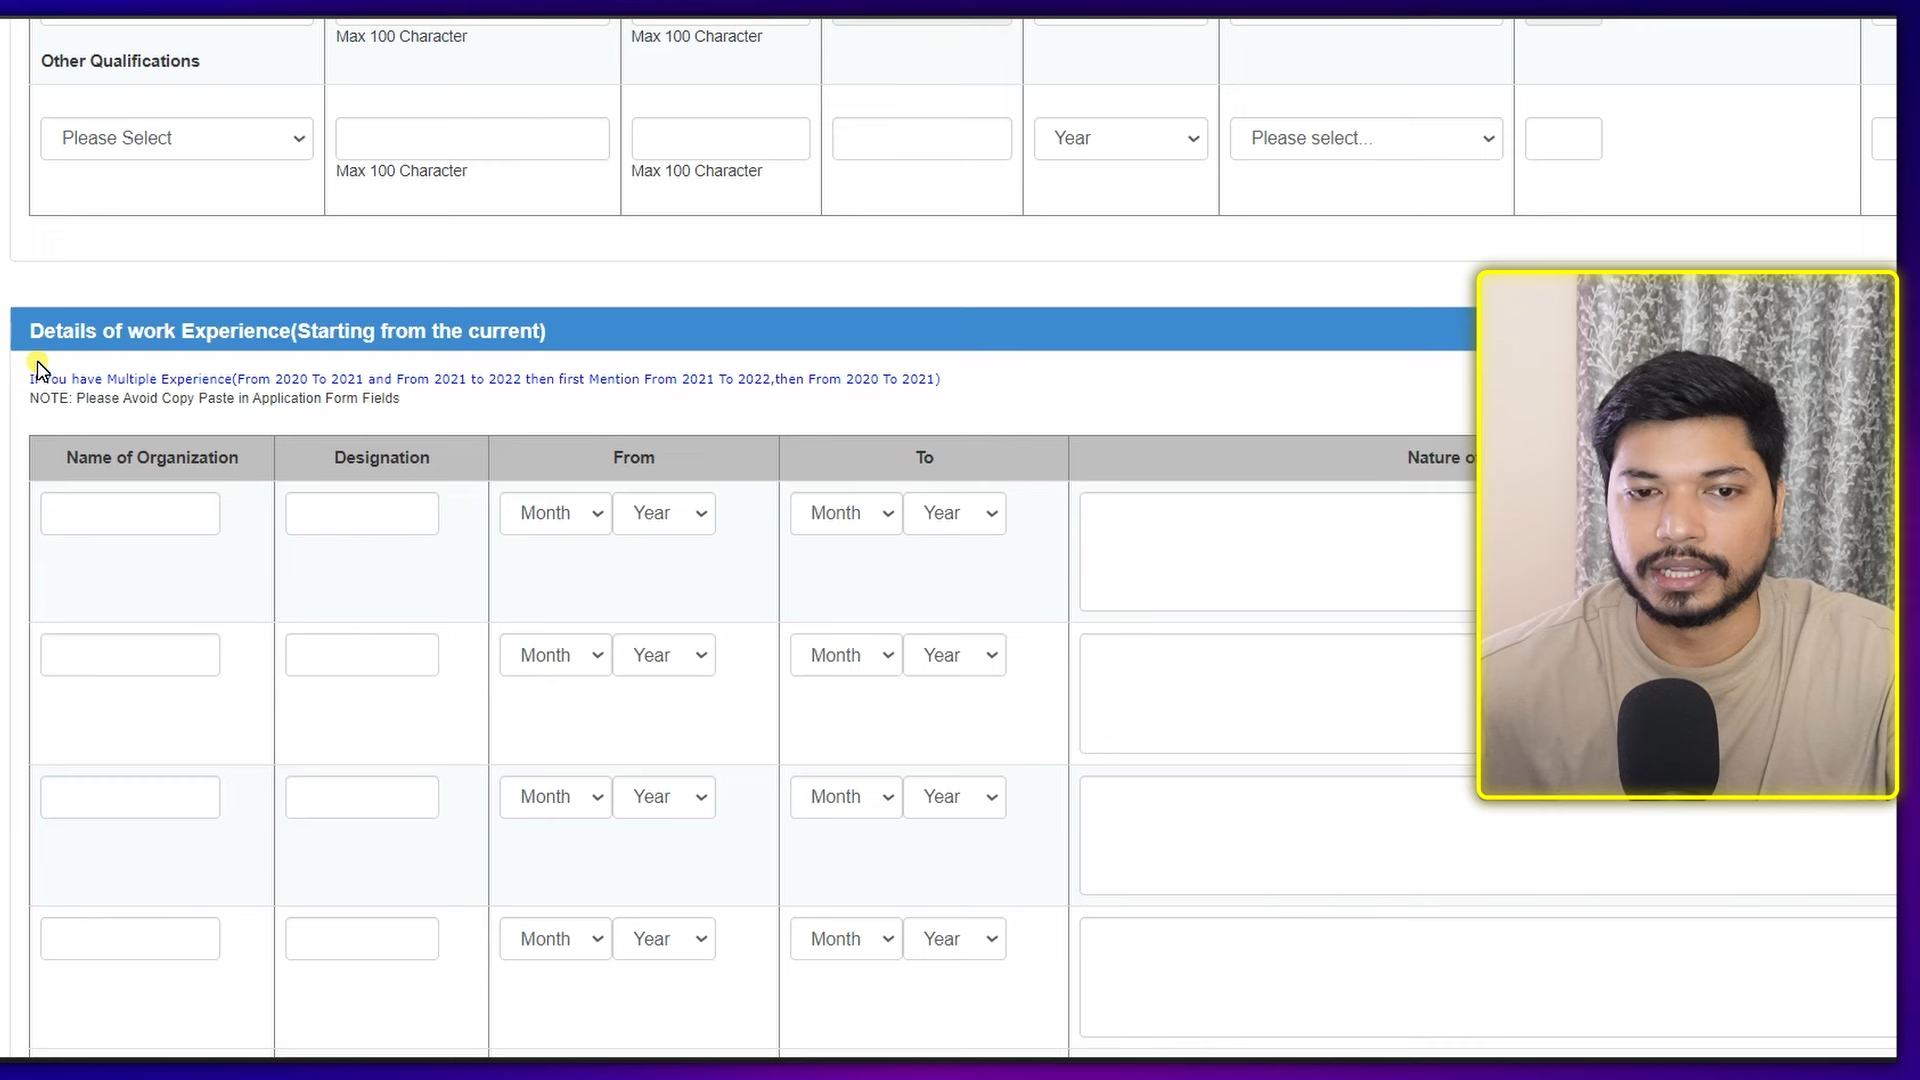 Max 100 Character Max 100 Character
Other Qualifications
Please Select Year Please select...
Max 100 Character Max 100 Character
Details of work Experience(Starting from the current)
If You have Multiple Experience(From 2020 To 2021 and From 2021 to 2022 then first Mention From 2021 To 2022,then From 2020 To 2021)
NOTE: Please Avoid Copy Paste in Application Form Fields
Name of Organization Designation From To Nature
Month Year Month Year
Month Year Month Year
Month Year Month Year
Month Year Month Year